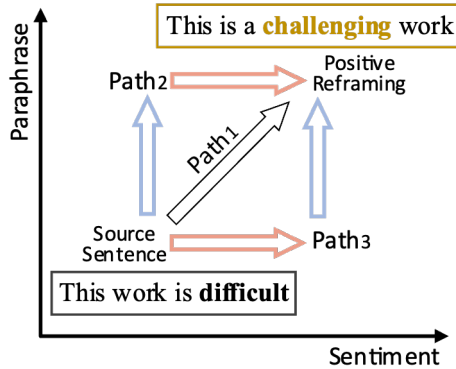 This is a challenging work
Paraphrase
Path2
Positive
Reframing
Path1
Source
Sentence
Path3
This work is difficult
Sentiment